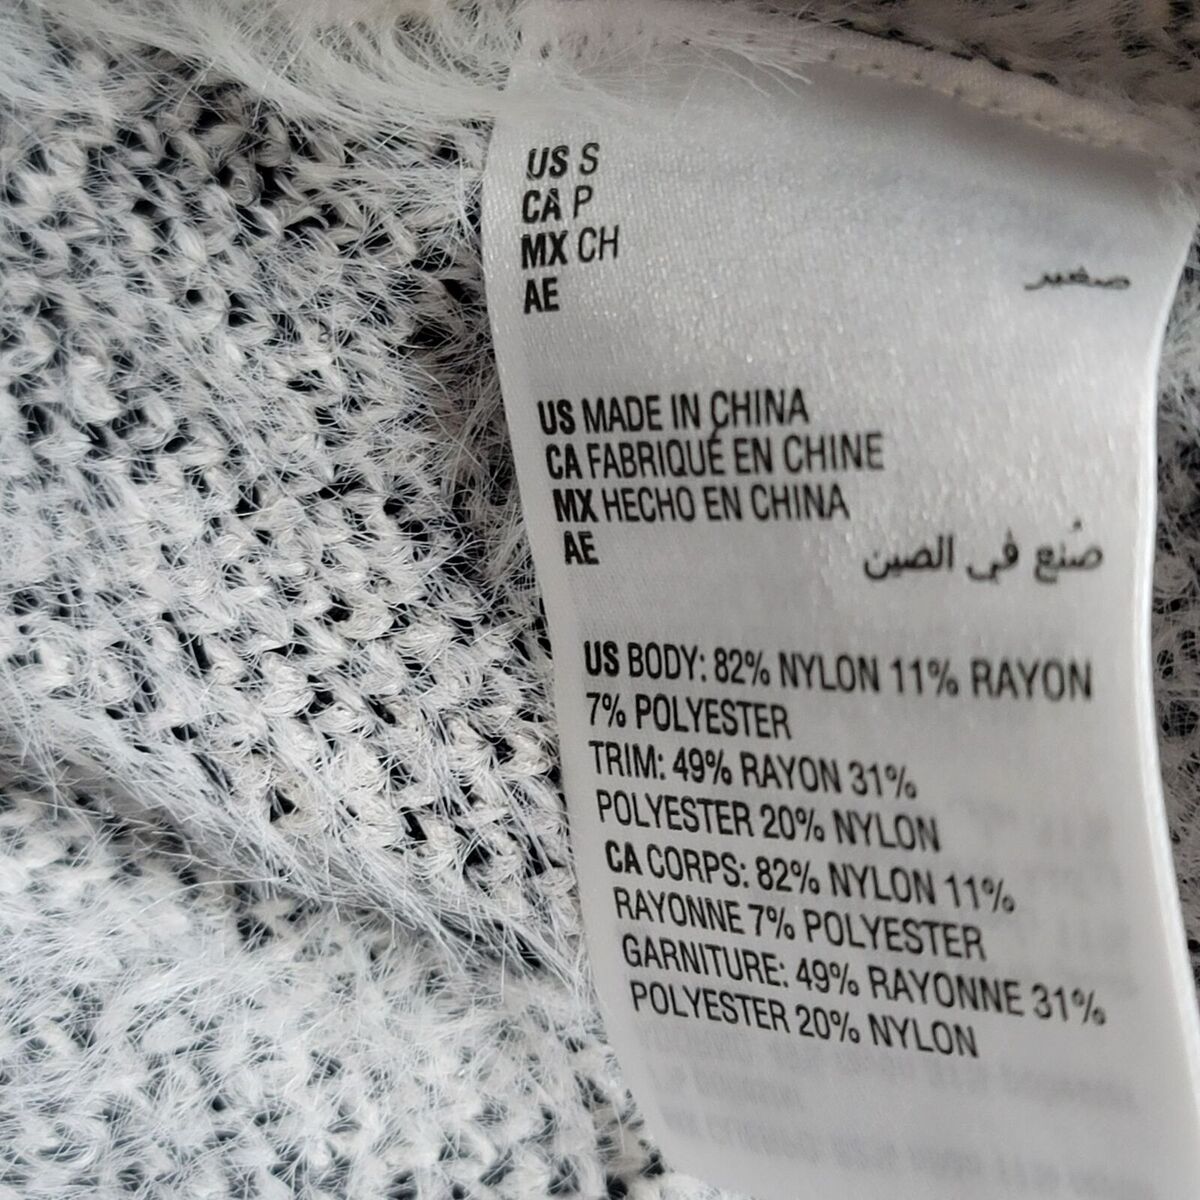 US S
CA P
MX CH
AE صغير
US MADE IN CHINA
CA FABRIQUÉ EN CHINE
MX HECHO EN CHINA
AE صُنع في الصين
US BODY: 82% NYLON 11% RAYON
7% POLYESTER
TRIM: 49% RAYON 31%
POLYESTER 20% NYLON
CA CORPS: 82% NYLON 11%
RAYONNE 7% POLYESTER
GARNITURE: 49% RAYONNE 31%
POLYESTER 20% NYLON